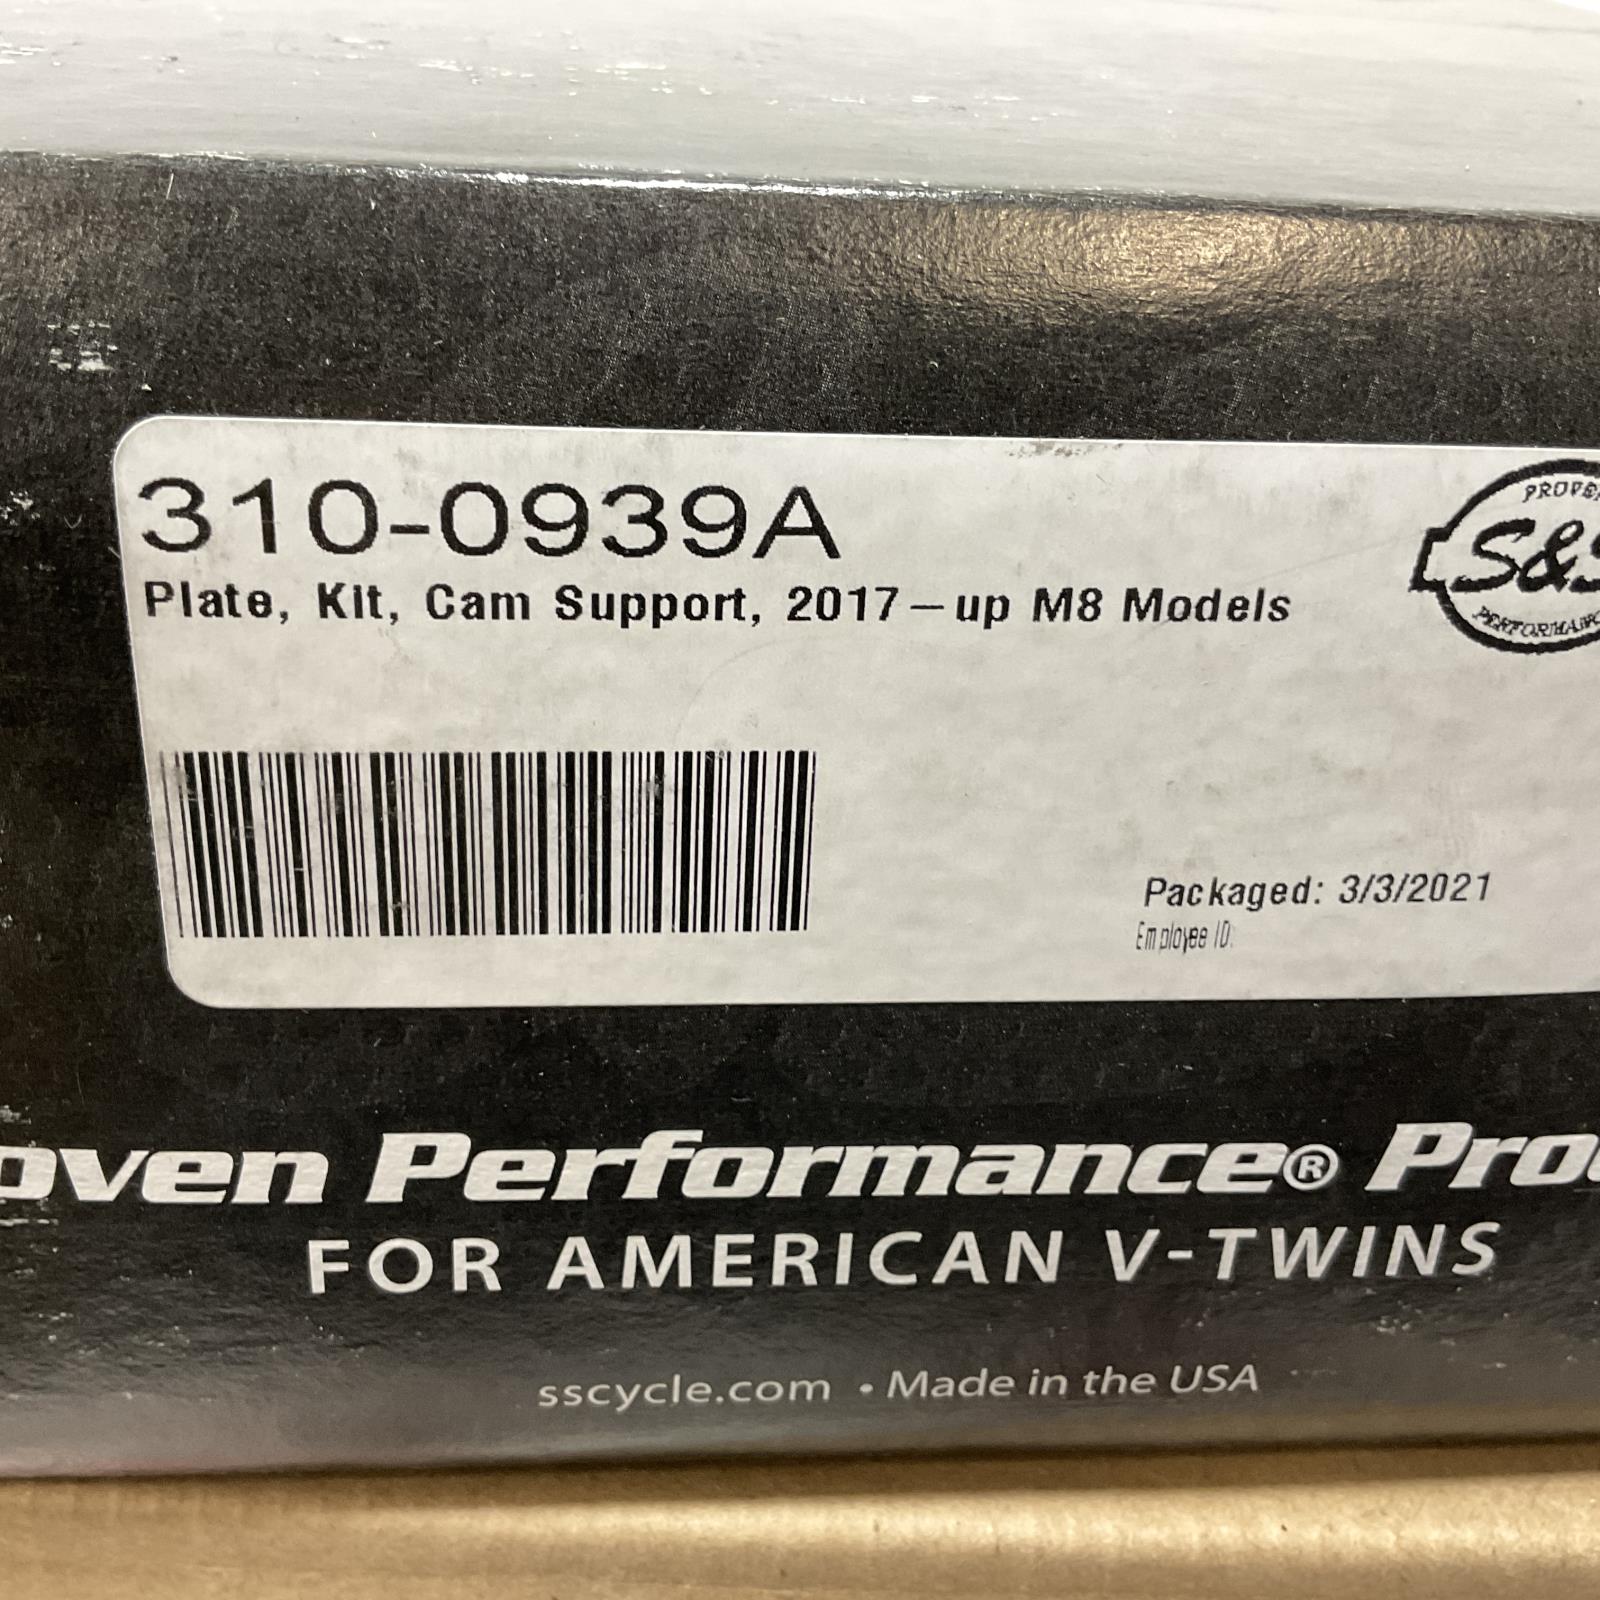 310-0939A
Plate, Kit, Cam Support, 2017-up M8 Models
S&
Packaged: 3/3/2021
Employee ID:
oven Performance® Pro
FOR AMERICAN V-TWINS
sscycle.com • Made in the USA